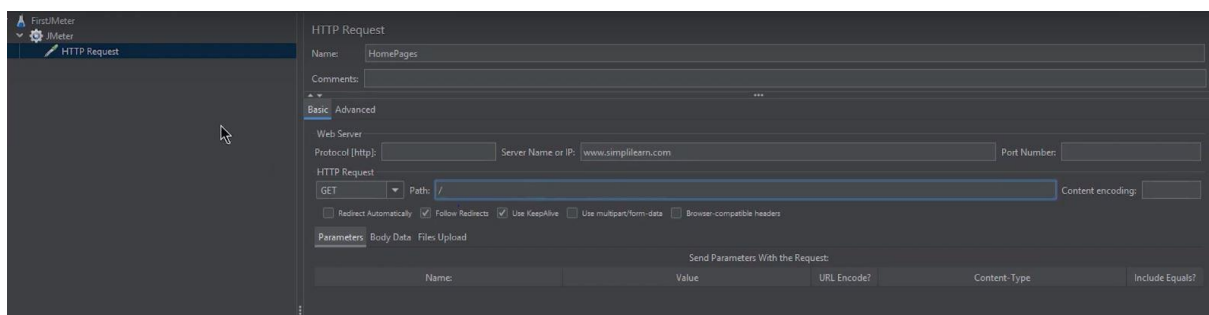 FirstJMeter
JMeter
HTTP Request
HTTP Request
Name: HomePages
Comments:
Basic Advanced
Web Server
Protocol [http]: Server Name or IP: www.simplilearn.com Port Number:
HTTP Request
GET Path: / Content encoding:
Redirect Automatically Follow Redirects Use KeepAlive Use multipart/form-data Browser-compatible headers
Parameters Body Data Files Upload
Send Parameters With the Request:
Name: Value URL Encode? Content-Type Include Equals?